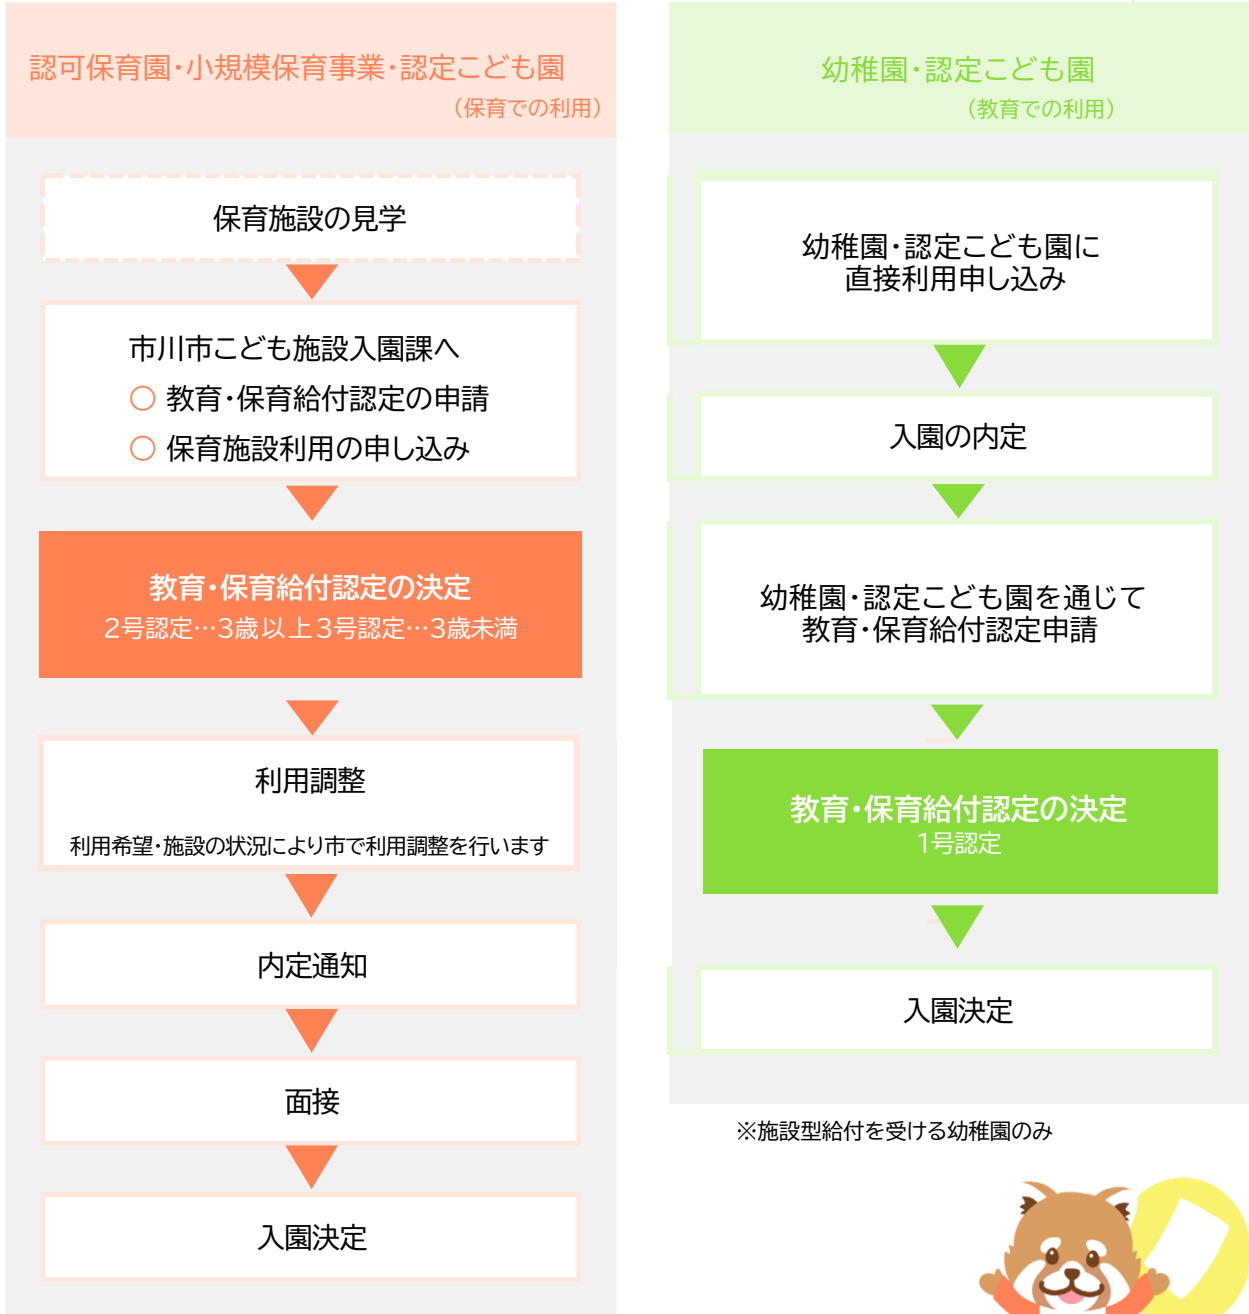 認可保育園・小規模保育事業・認定こども園
（保育での利用）
保育施設の見学
市川市こども施設入園課へ
○ 教育・保育給付認定の申請
○ 保育施設利用の申し込み
教育・保育給付認定の決定
2号認定…3歳以上 3号認定…3歳未満
利用調整
利用希望・施設の状況により市で利用調整を行います
内定通知
面接
入園決定
幼稚園・認定こども園
（教育での利用）
幼稚園・認定こども園に
直接利用申し込み
入園の内定
幼稚園・認定こども園を通じて
教育・保育給付認定申請
教育・保育給付認定の決定
1号認定
入園決定
※施設型給付を受ける幼稚園のみ